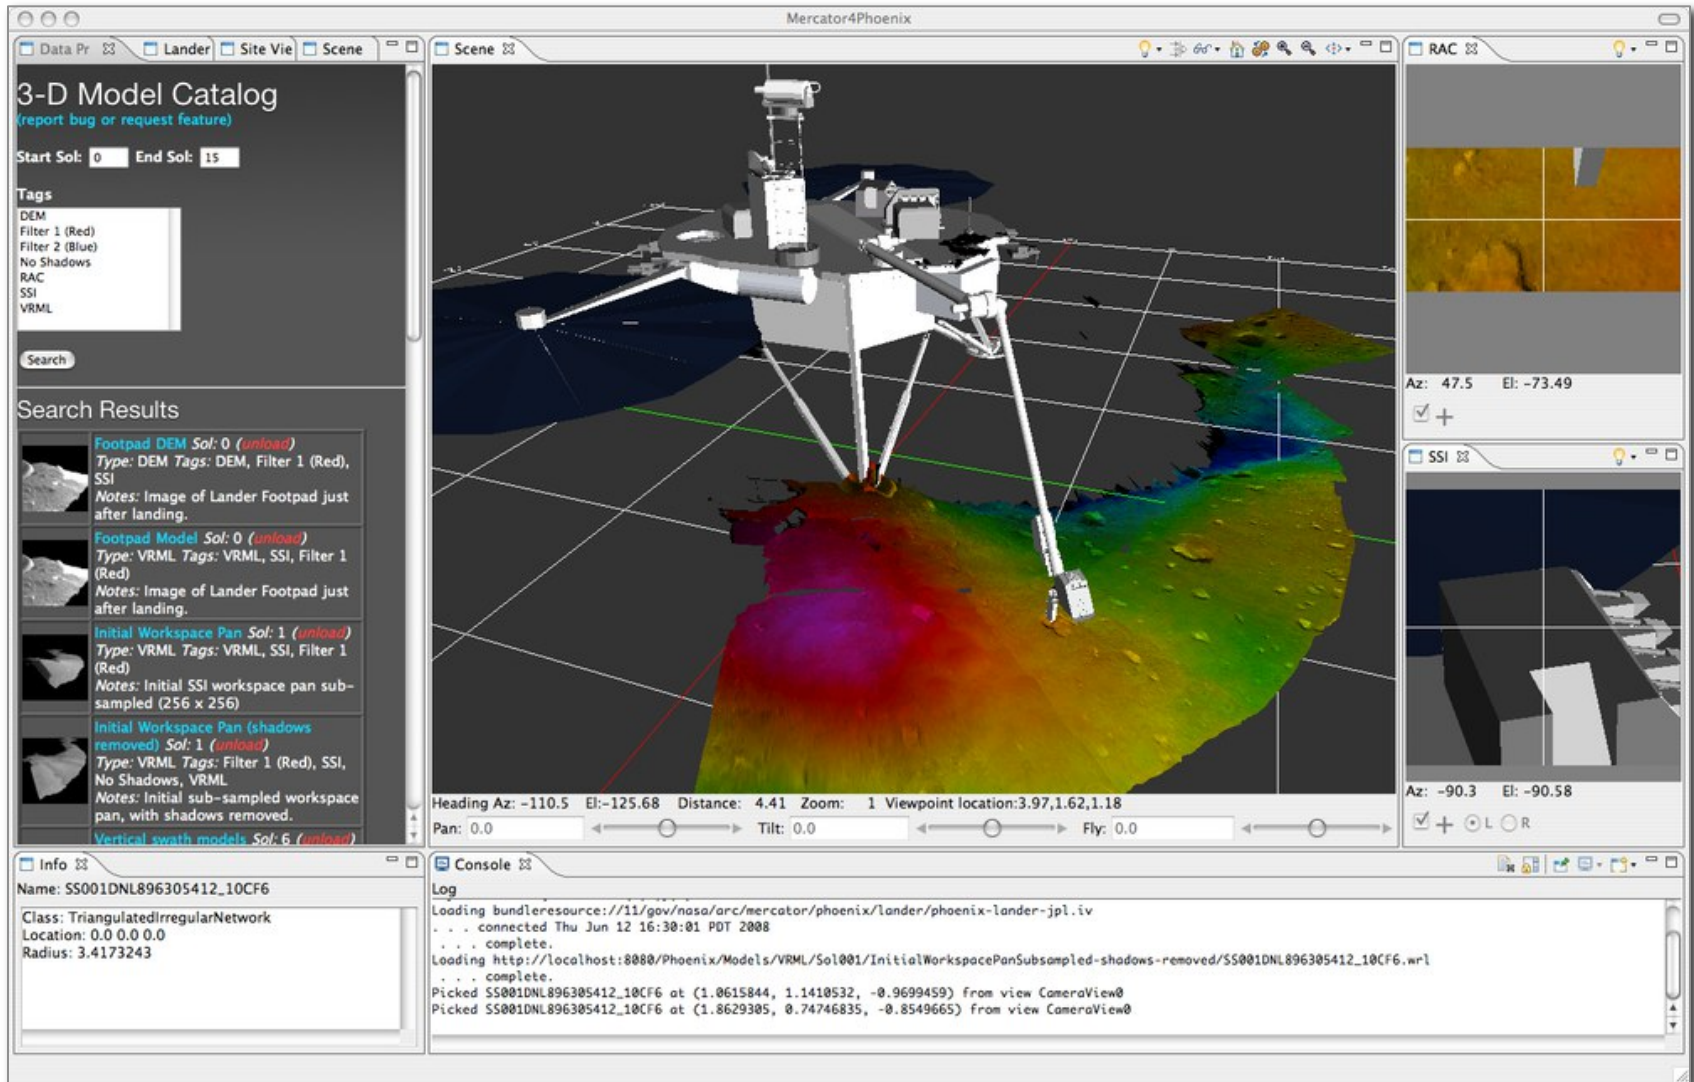 Mercator4Phoenix
Data Pr
Lander
Site Vie
Scene
3-D Model Catalog
(report bug or request feature)
Start Sol: 0 End Sol: 15
Tags
DEM
Filter 1 (Red)
Filter 2 (Blue)
No Shadows
RAC
SSI
VRML
Search
Search Results
Footpad DEM Sol: 0 (unload)
Type: DEM Tags: DEM, Filter 1 (Red),
SSI
Notes: Image of Lander Footpad just
after landing.
Footpad Model Sol: 0 (unload)
Type: VRML Tags: VRML, SSI, Filter 1
(Red)
Notes: Image of Lander Footpad just
after landing.
Initial Workspace Pan Sol: 1 (unload)
Type: VRML Tags: VRML, SSI, Filter 1
(Red)
Notes: Initial SSI workspace pan sub-
sampled (256 x 256)
Initial Workspace Pan (shadows
removed) Sol: 1 (unload)
Type: VRML Tags: Filter 1 (Red), SSI,
No Shadows, VRML
Notes: Initial sub-sampled workspace
pan, with shadows removed.
Vertical swath models Sol: 6 (unload)
Scene
Heading Az: -110.5 El:-125.68 Distance: 4.41 Zoom: 1 Viewpoint location:3.97,1.62,1.18
Pan: 0.0 Tilt: 0.0 Fly: 0.0
RAC
Az: 47.5 El: -73.49
SSI
Az: -90.3 El: -90.58
L R
Info
Name: SS001DNL896305412_10CF6
Class: TriangulatedIrregularNetwork
Location: 0.0 0.0 0.0
Radius: 3.4173243
Console
Log
Loading bundleresource://11/gov/nasa/arc/mercator/phoenix/lander/phoenix-lander-jpl.iv
. . . connected Thu Jun 12 16:30:01 PDT 2008
. . . complete.
Loading http://localhost:8080/Phoenix/Models/VRML/Sol001/InitialWorkspacePanSubsampled-shadows-removed/SS001DNL896305412_10CF6.wrl
. . . complete.
Picked SS001DNL896305412_10CF6 at (1.0615844, 1.1410532, -0.9699459) from view CameraView0
Picked SS001DNL896305412_10CF6 at (1.8629305, 0.74746835, -0.8549665) from view CameraView0